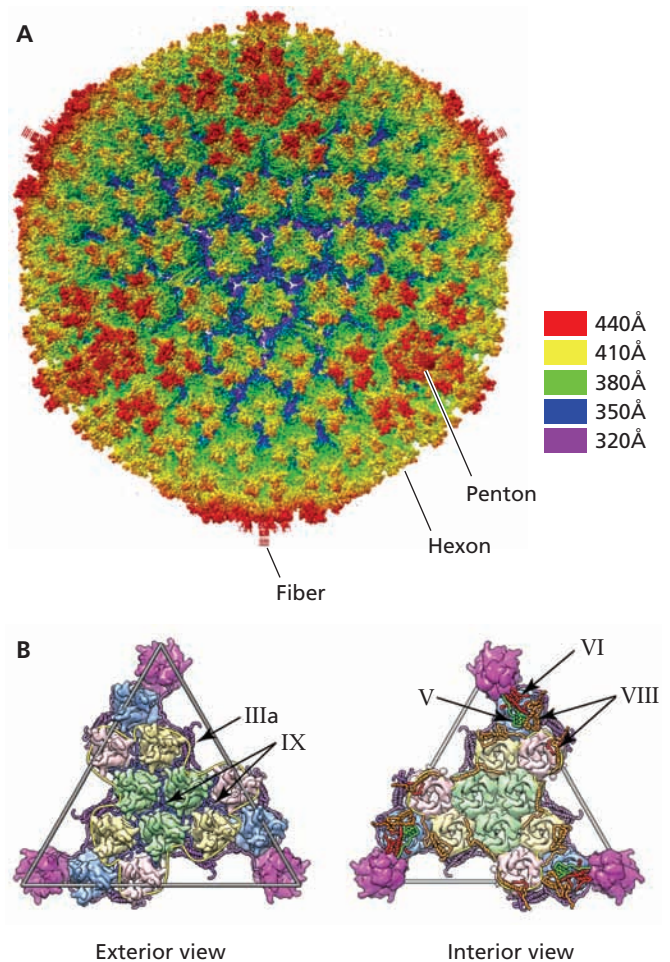 A
440Å
410Å
380Å
350Å
320Å
Penton
Hexon
Fiber
B
IIIa
IX
VI
V
VIII
Exterior view
Interior view